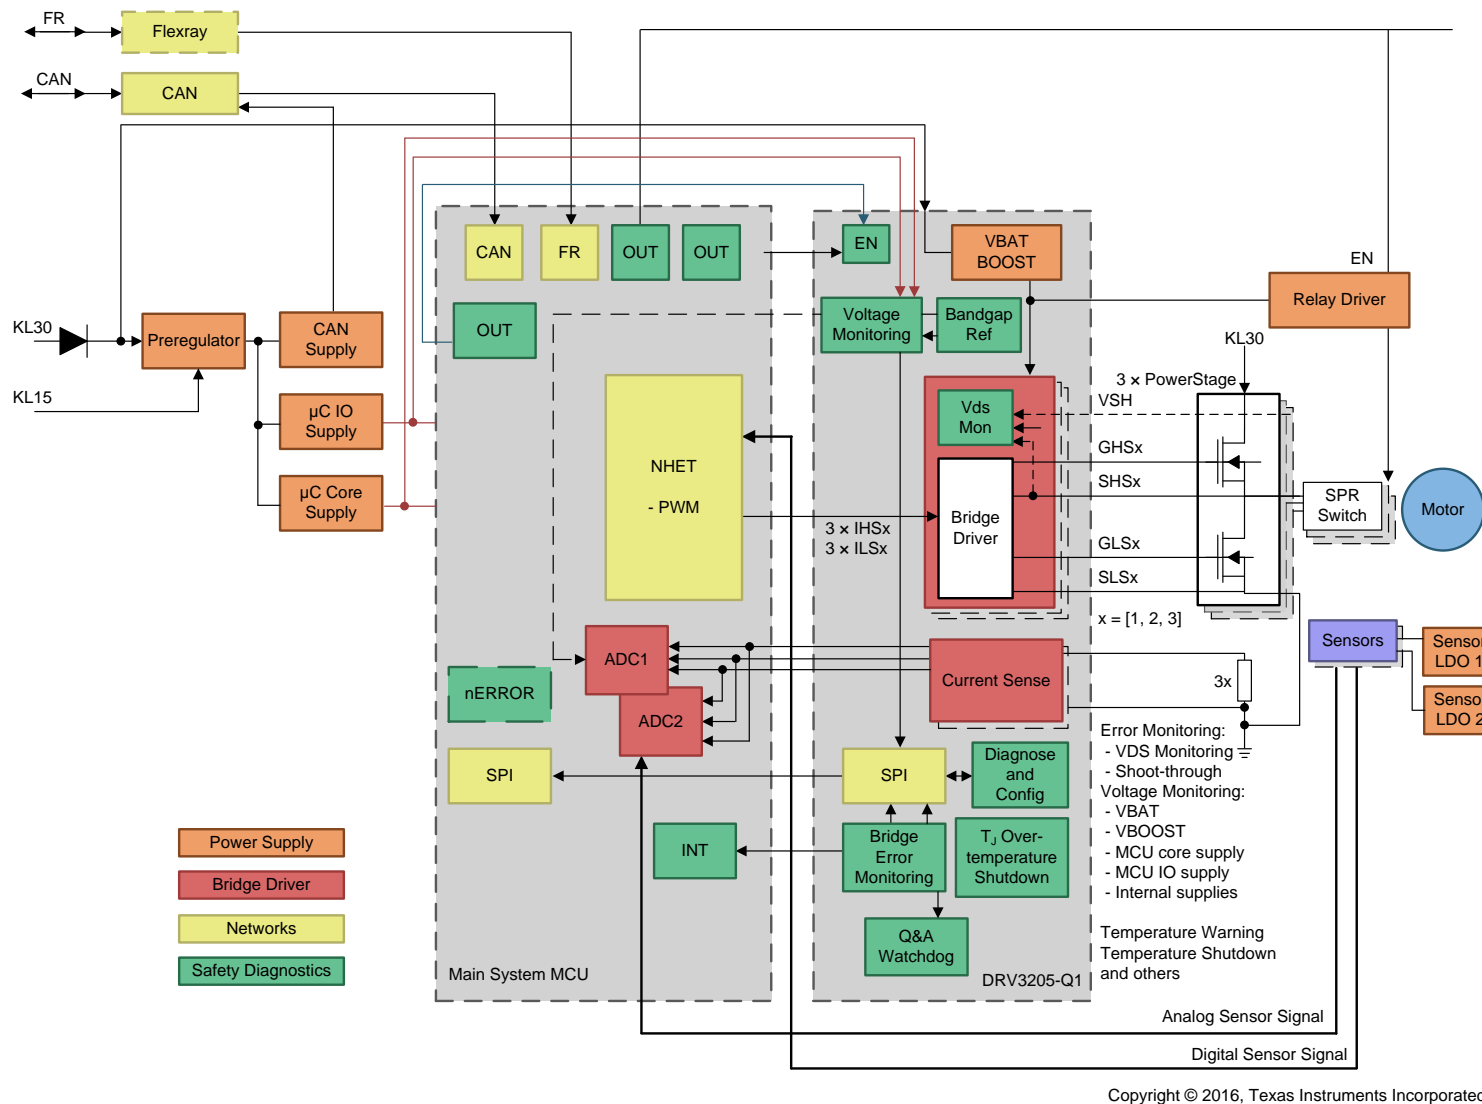 FR
Flexray
CAN
CAN
CAN
FR
OUT
OUT
EN
VBAT
BOOST
EN
Relay Driver
OUT
Voltage
Monitoring
Bandgap
Ref
KL30
Preregulator
CAN
Supply
KL15
µC IO
Supply
µC Core
Supply
KL30
3 × PowerStage
VSH
Vds
Mon
GHSx
SHSx
NHET
- PWM
3 × IHSx
3 × ILSx
Bridge
Driver
GLSx
SLSx
SPR
Switch
Motor
x = [1, 2, 3]
ADC1
ADC2
nERROR
Current Sense
3x
Sensors
Senso
LDO 1
Senso
LDO 2
SPI
SPI
Diagnose
and
Config
INT
Bridge
Error
Monitoring
TJ Over-
temperature
Shutdown
Q&A
Watchdog
Error Monitoring:
- VDS Monitoring
- Shoot-through
Voltage Monitoring:
- VBAT
- VBOOST
- MCU core supply
- MCU IO supply
- Internal supplies
Temperature Warning
Temperature Shutdown
and others
Power Supply
Bridge Driver
Networks
Safety Diagnostics
Main System MCU
DRV3205-Q1
Analog Sensor Signal
Digital Sensor Signal
Copyright © 2016, Texas Instruments Incorporated